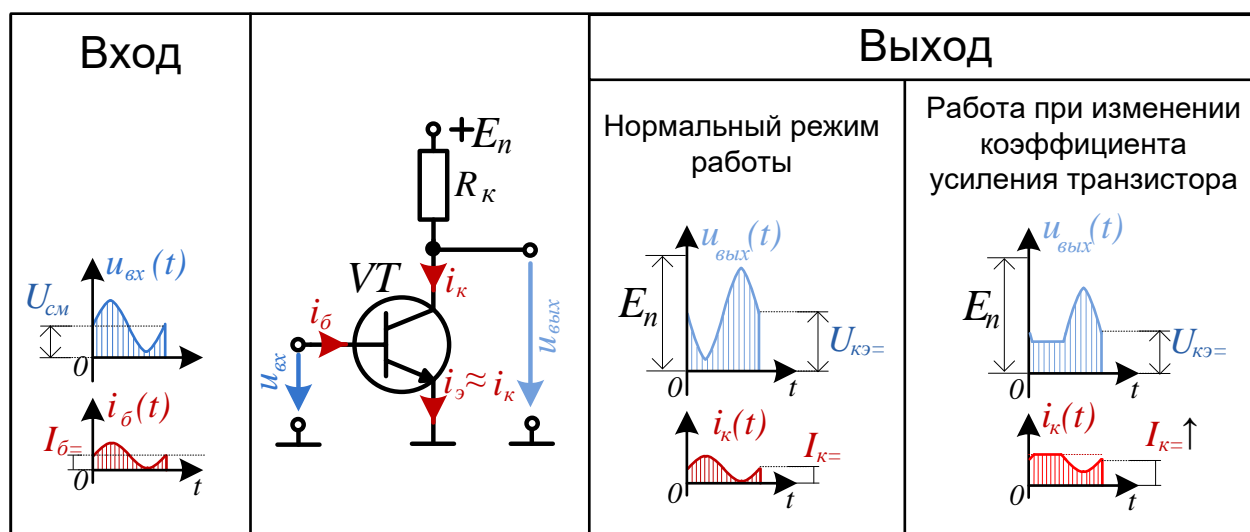 Вход
Выход
Нормальный режим
работы
Работа при изменении
коэффициента
усиления транзистора
+Eп
Rк
VT
iк
iб
uвх
uвых
iэ≈ iк
uвх (t)
Uсм
0
iб(t)
Iб=
0
t
uвых(t)
Eп
Uкэ=
0
t
iк(t)
Iк=
0
t
uвых(t)
Eп
Uкэ=
0
t
iк(t)
Iк=↑
0
t